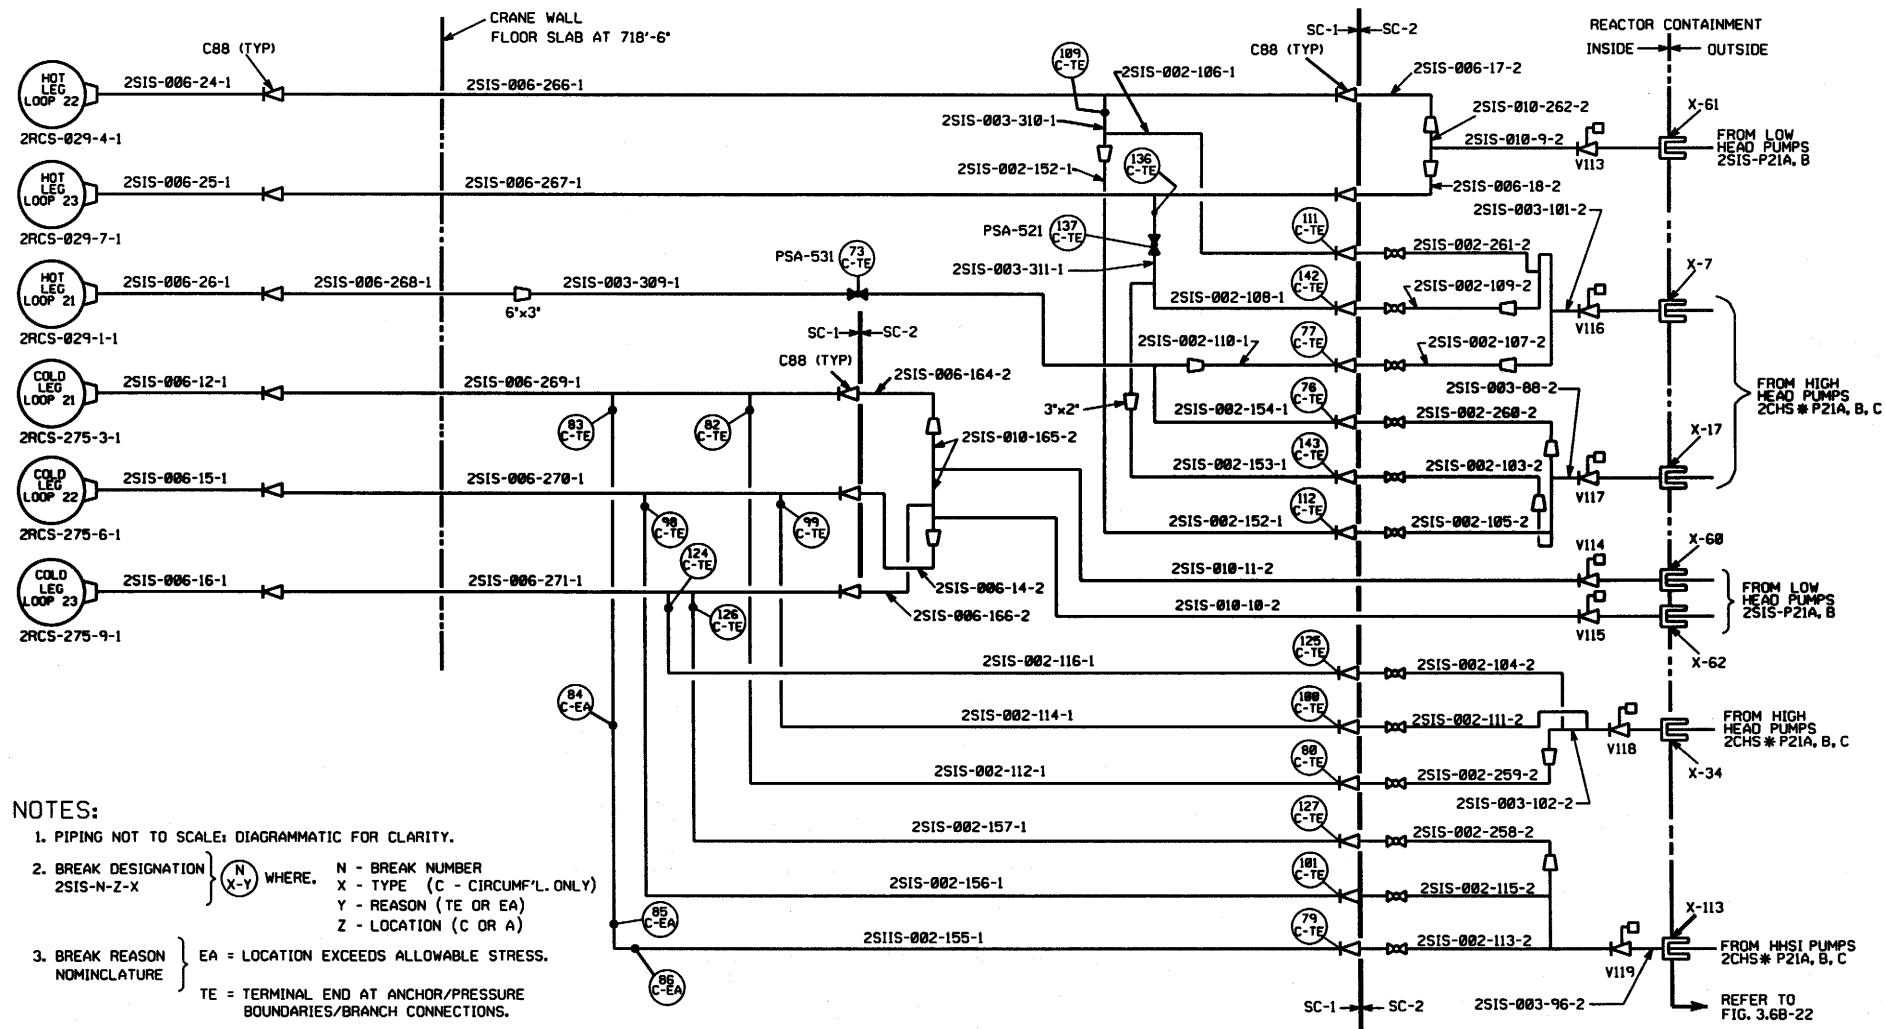 CRANE WALL
FLOOR SLAB AT 718'-6"
SC-1 SC-2
REACTOR CONTAINMENT
INSIDE OUTSIDE
C88 (TYP)
109
C-TE
C88 (TYP)
HOT
LEG
LOOP 22
2SIS-006-24-1
2SIS-006-266-1
2SIS-002-106-1
2SIS-006-17-2
2RCS-029-4-1
2SIS-003-310-1
2SIS-010-262-2
2SIS-010-9-2
V113
X-61
FROM LOW
HEAD PUMPS
2SIS-P21A, B
136
C-TE
2SIS-002-152-1
HOT
LEG
LOOP 23
2SIS-006-25-1
2SIS-006-267-1
2SIS-006-18-2
2RCS-029-7-1
PSA-521
137
C-TE
111
C-TE
2SIS-003-101-2
2SIS-002-261-2
PSA-531
73
C-TE
2SIS-003-311-1
142
C-TE
X-7
HOT
LEG
LOOP 21
2SIS-006-26-1
2SIS-006-268-1
2SIS-003-309-1
6"x3"
2SIS-002-108-1
2SIS-002-109-2
V116
2RCS-029-1-1
SC-1 SC-2
C88 (TYP)
2SIS-002-110-1
77
C-TE
2SIS-002-107-2
COLD
LEG
LOOP 21
2SIS-006-12-1
2SIS-006-269-1
2SIS-006-164-2
76
C-TE
2SIS-003-88-2
FROM HIGH
HEAD PUMPS
2CHS✱P21A, B, C
2RCS-275-3-1
83
C-TE
82
C-TE
3"x2"
2SIS-002-154-1
2SIS-002-260-2
2SIS-010-165-2
143
C-TE
X-17
COLD
LEG
LOOP 22
2SIS-006-15-1
2SIS-006-270-1
2SIS-002-153-1
2SIS-002-103-2
V117
2RCS-275-6-1
98
C-TE
99
C-TE
112
C-TE
2SIS-002-152-1
2SIS-002-105-2
124
C-TE
V114
X-60
COLD
LEG
LOOP 23
2SIS-006-16-1
2SIS-006-271-1
2SIS-006-14-2
2SIS-010-11-2
FROM LOW
HEAD PUMPS
2SIS-P21A, B
2RCS-275-9-1
126
C-TE
2SIS-006-166-2
2SIS-010-10-2
V115
X-62
125
C-TE
2SIS-002-116-1
2SIS-002-104-2
84
C-EA
100
C-TE
2SIS-002-114-1
2SIS-002-111-2
V118
FROM HIGH
HEAD PUMPS
2CHS✱P21A, B, C
X-34
80
C-TE
2SIS-002-112-1
2SIS-002-259-2
2SIS-003-102-2
127
C-TE
2SIS-002-157-1
2SIS-002-258-2
101
C-TE
2SIS-002-156-1
2SIS-002-115-2
85
C-EA
79
C-TE
X-113
2SIIS-002-155-1
2SIS-002-113-2
V119
FROM HHSI PUMPS
2CHS✱P21A, B, C
86
C-EA
2SIS-003-96-2
SC-1 SC-2
REFER TO
FIG. 3.6B-22
NOTES:
1. PIPING NOT TO SCALE: DIAGRAMMATIC FOR CLARITY.
2. BREAK DESIGNATION
2SIS-N-Z-X
N
X-Y
WHERE.
N - BREAK NUMBER
X - TYPE (C - CIRCUMF'L. ONLY)
Y - REASON (TE OR EA)
Z - LOCATION (C OR A)
3. BREAK REASON
NOMINCLATURE
EA = LOCATION EXCEEDS ALLOWABLE STRESS.
TE = TERMINAL END AT ANCHOR/PRESSURE
BOUNDARIES/BRANCH CONNECTIONS.